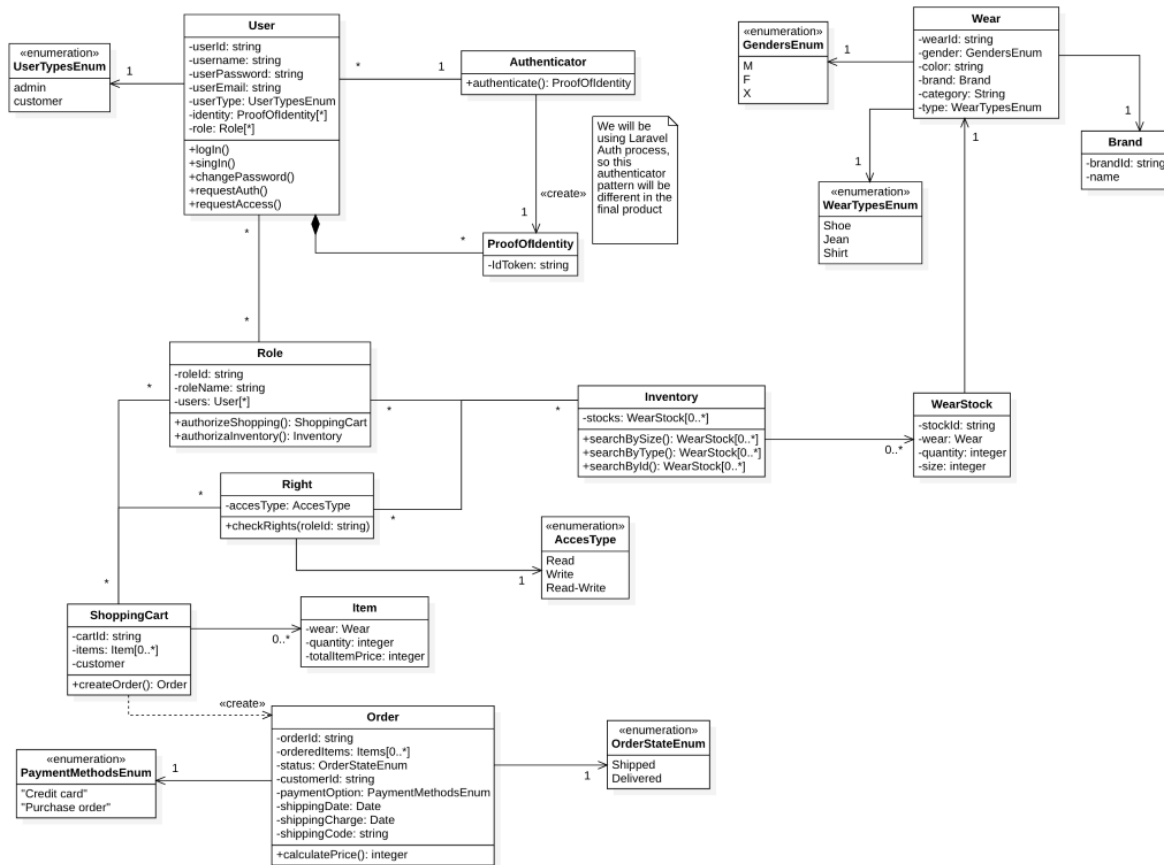 User
-userId: string
-username: string
-userPassword: string
-userEmail: string
-userType: UserTypesEnum
-identity: ProofOfIdentity[*]
-role: Role[*]
+logIn()
+singIn()
+changePassword()
+requestAuth()
+requestAccess()
«enumeration»
UserTypesEnum
admin
customer
1
*
1
Authenticator
+authenticate(): ProofOfIdentity
We will be
using Laravel
Auth process,
so this
authenticator
pattern will be
different in the
final product
«create»
1
*
ProofOfIdentity
-IdToken: string
*
*
«enumeration»
GendersEnum
M
F
X
1
Wear
-wearId: string
-gender: GendersEnum
-color: string
-brand: Brand
-category: String
-type: WearTypesEnum
1
Brand
-brandId: string
-name
1
1
«enumeration»
WearTypesEnum
Shoe
Jean
Shirt
Role
-roleId: string
-roleName: string
-users: User[*]
+authorizeShopping(): ShoppingCart
+authorizaInventory(): Inventory
*
*
*
Inventory
-stocks: WearStock[0..*]
+searchBySize(): WearStock[0..*]
+searchByType(): WearStock[0..*]
+searchById(): WearStock[0..*]
0..*
WearStock
-stockId: string
-wear: Wear
-quantity: integer
-size: integer
Right
-accesType: AccesType
+checkRights(roleId: string)
*
*
1
«enumeration»
AccesType
Read
Write
Read-Write
*
ShoppingCart
-cartId: string
-items: Item[0..*]
-customer
+createOrder(): Order
0..*
Item
-wear: Wear
-quantity: integer
-totalItemPrice: integer
«create»
Order
-orderId: string
-orderedItems: Items[0..*]
-status: OrderStateEnum
-customerId: string
-paymentOption: PaymentMethodsEnum
-shippingDate: Date
-shippingCharge: Date
-shippingCode: string
+calculatePrice(): integer
«enumeration»
PaymentMethodsEnum
"Credit card"
"Purchase order"
1
1
«enumeration»
OrderStateEnum
Shipped
Delivered